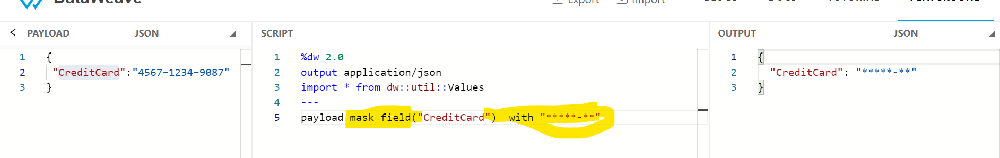 DataWeave
Export
Import
PAYLOAD
JSON
1 {
2 "CreditCard":"4567-1234-9087"
3 }
SCRIPT
1 %dw 2.0
2 output application/json
3 import * from dw::util::Values
4 ---
5 payload mask field("CreditCard")  with "*****-**"
OUTPUT
JSON
1 {
2 "CreditCard": "*****-**"
3 }